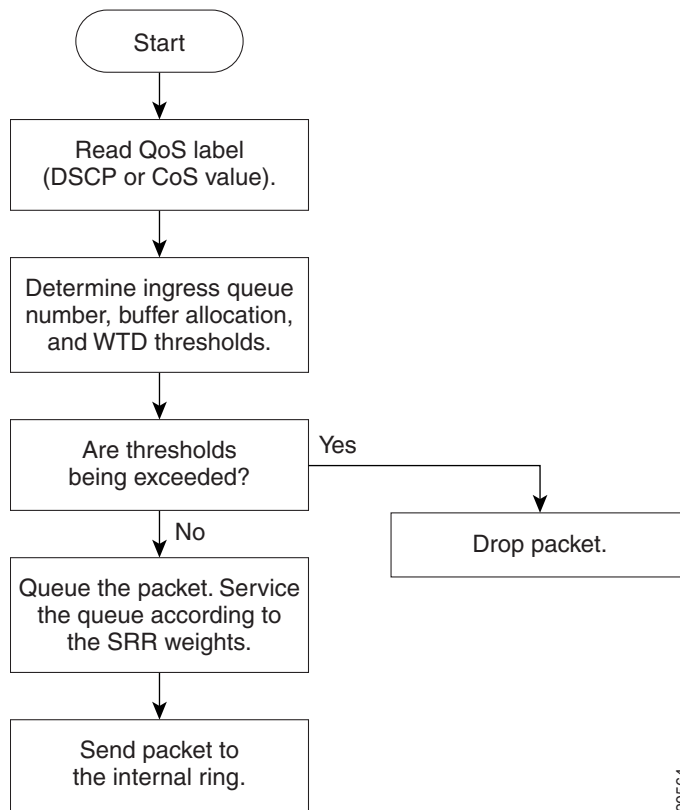 Start
Read QoS label
(DSCP or CoS value).
Determine ingress queue
number, buffer allocation,
and WTD thresholds.
Are thresholds
being exceeded?
Yes
No
Drop packet.
Queue the packet. Service
the queue according to
the SRR weights.
Send packet to
the internal ring.